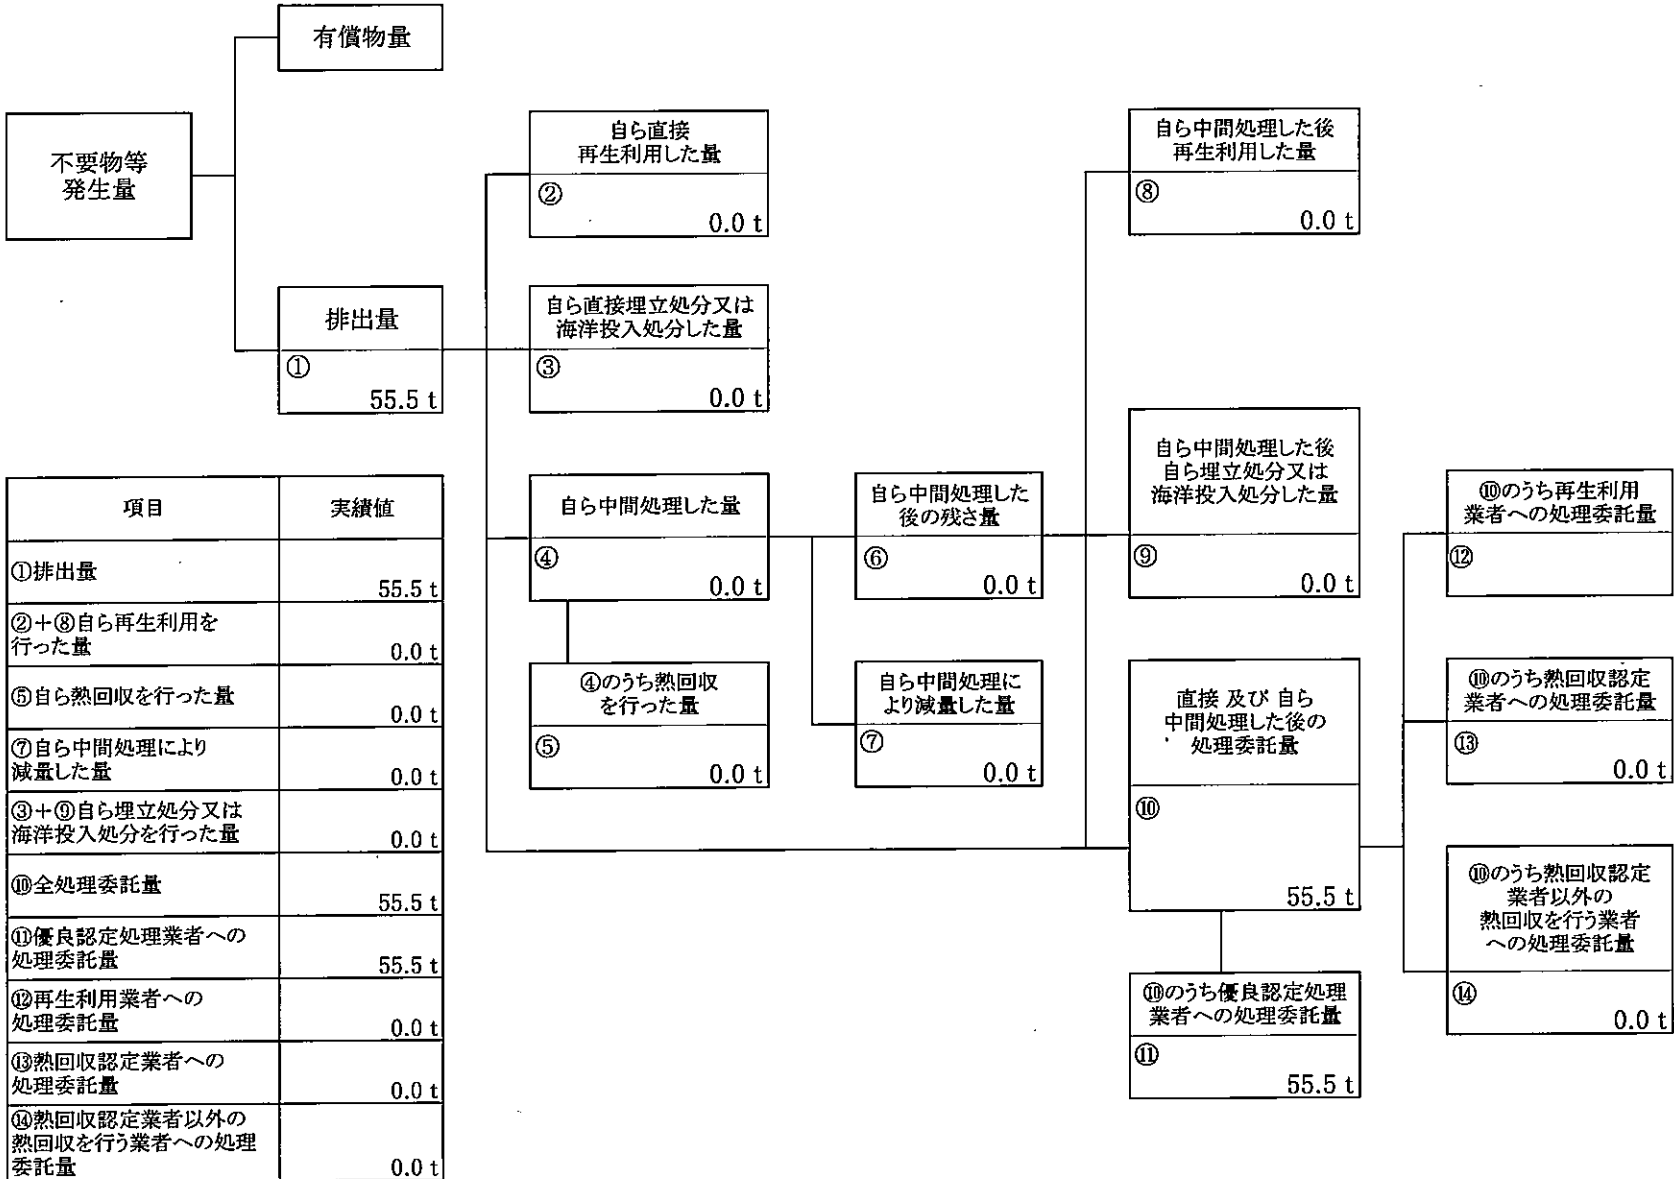 有償物量
不要物等
発生量
排出量
①
55.5 t
自ら直接
再生利用した量
②
0.0 t
自ら直接埋立処分又は
海洋投入処分した量
③
0.0 t
自ら中間処理した量
④
0.0 t
④のうち熱回収
を行った量
⑤
0.0 t
自ら中間処理した
後の残さ量
⑥
0.0 t
自ら中間処理に
より減量した量
⑦
0.0 t
自ら中間処理した後
再生利用した量
⑧
0.0 t
自ら中間処理した後
自ら埋立処分又は
海洋投入処分した量
⑨
0.0 t
直接 及び 自ら
中間処理した後の
処理委託量
⑩
55.5 t
⑩のうち優良認定処理
業者への処理委託量
⑪
55.5 t
⑩のうち再生利用
業者への処理委託量
⑫
⑩のうち熱回収認定
業者への処理委託量
⑬
0.0 t
⑩のうち熱回収認定
業者以外の
熱回収を行う業者
への処理委託量
⑭
0.0 t
項目 実績値
①排出量
55.5 t
②+⑧自ら再生利用を
行った量
0.0 t
⑤自ら熱回収を行った量
0.0 t
⑦自ら中間処理により
減量した量
0.0 t
③+⑨自ら埋立処分又は
海洋投入処分を行った量
0.0 t
⑩全処理委託量
55.5 t
⑪優良認定処理業者への
処理委託量
55.5 t
⑫再生利用業者への
処理委託量
0.0 t
⑬熱回収認定業者への
処理委託量
0.0 t
⑭熱回収認定業者以外の
熱回収を行う業者への処理
委託量
0.0 t